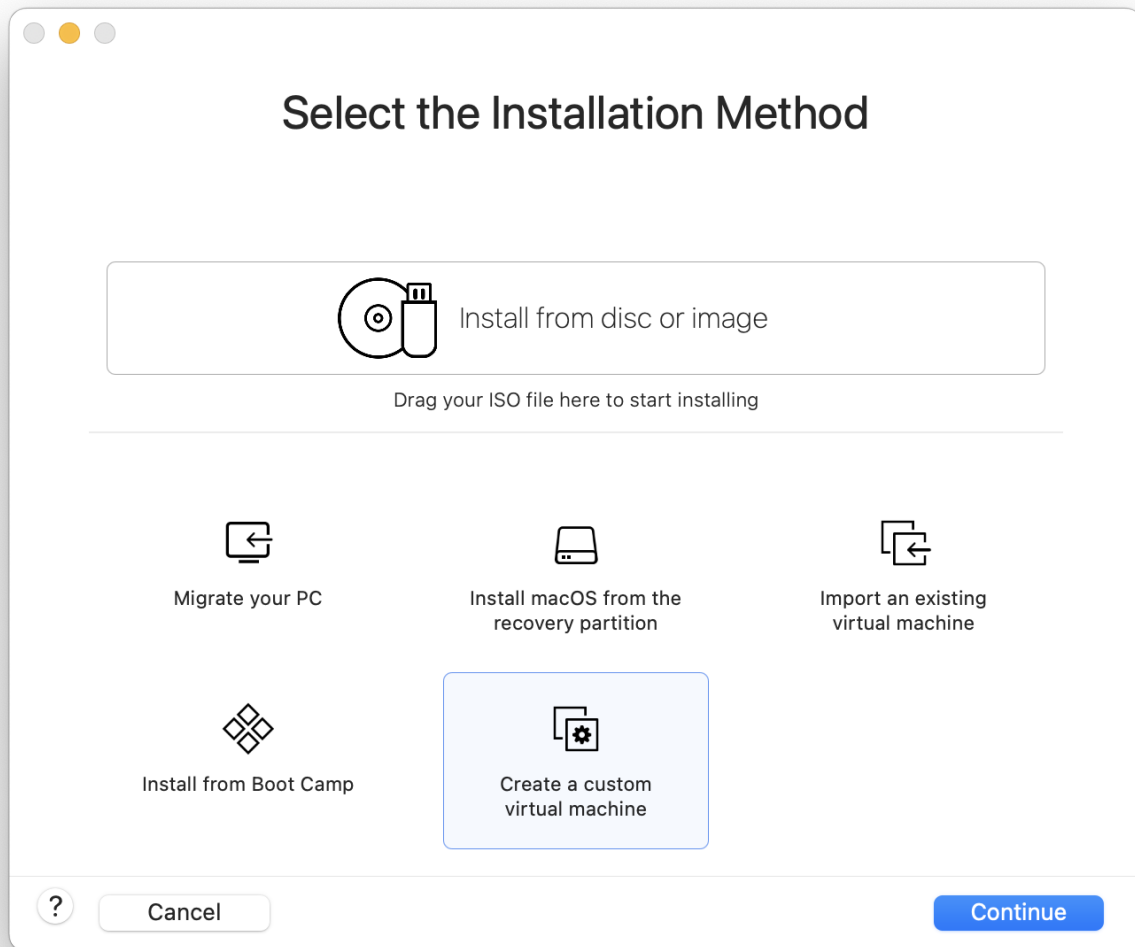 Select the Installation Method
Install from disc or image
Drag your ISO file here to start installing
Migrate your PC
Install macOS from the
recovery partition
Import an existing
virtual machine
Install from Boot Camp
Create a custom
virtual machine
?
Cancel
Continue